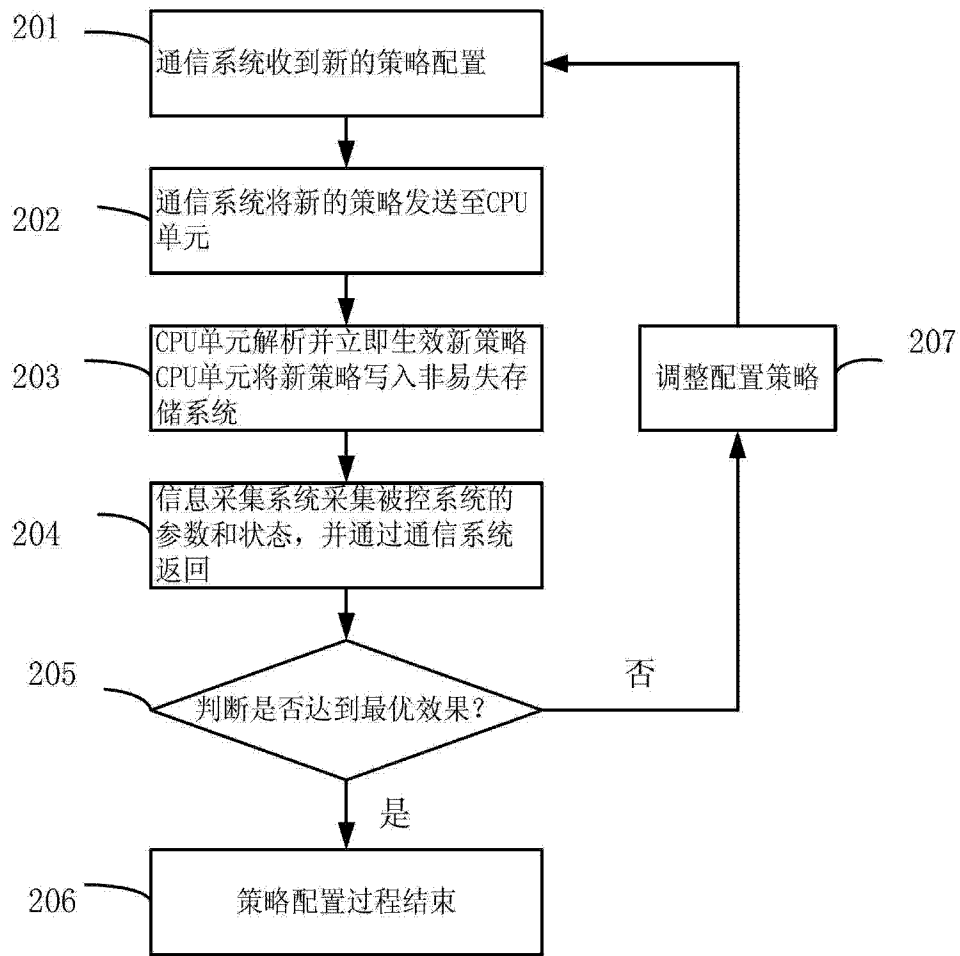 201
通信系统收到新的策略配置
202
通信系统将新的策略发送至CPU
单元
203
CPU单元解析并立即生效新策略
CPU单元将新策略写入非易失存
储系统
207
调整配置策略
204
信息采集系统采集被控系统的
参数和状态，并通过通信系统
返回
205
判断是否达到最优效果？
否
是
206
策略配置过程结束